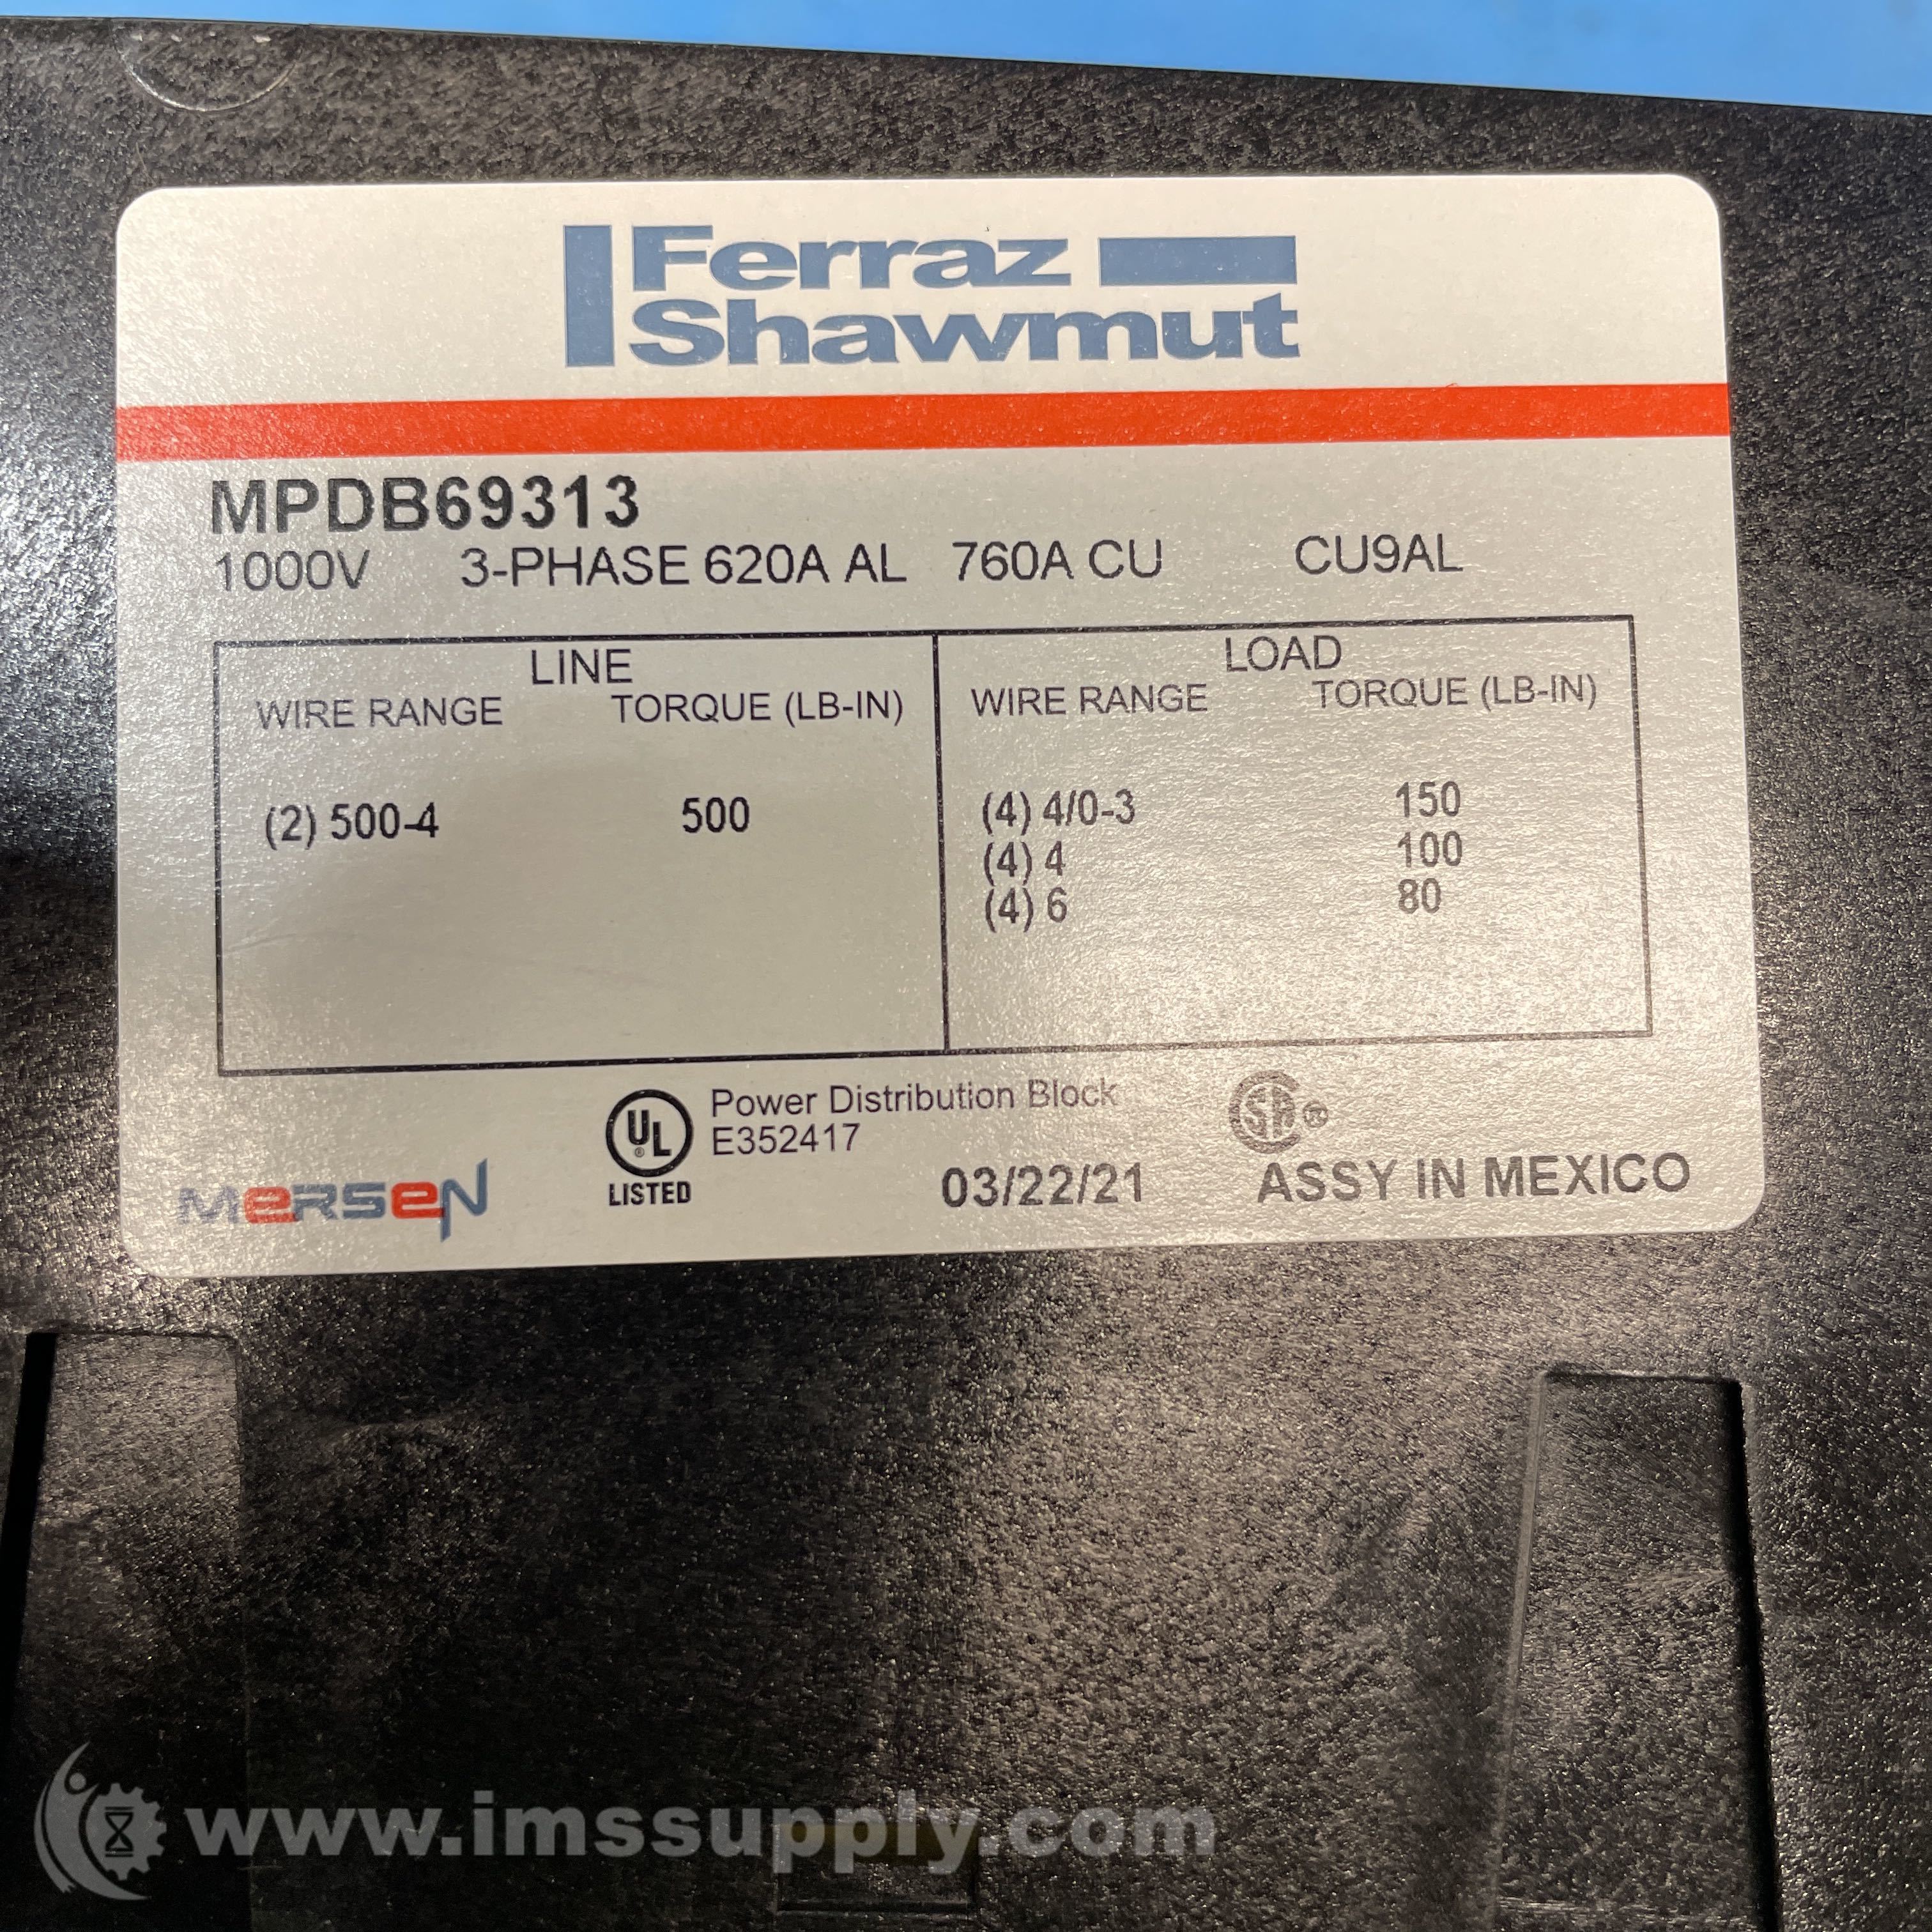 Ferraz
Shawmut
MPDB69313
1000V 3-PHASE 620A AL 760A CU CU9AL
LINE
WIRE RANGE TORQUE (LB-IN)
(2) 500-4 500
LOAD
WIRE RANGE TORQUE (LB-IN)
(4) 4/0-3 150
(4) 4 100
(4) 6 80
UL
®
LISTED
Power Distribution Block
E352417
SA
MERSEN
03/22/21
ASSY IN MEXICO
www.imssupply.com